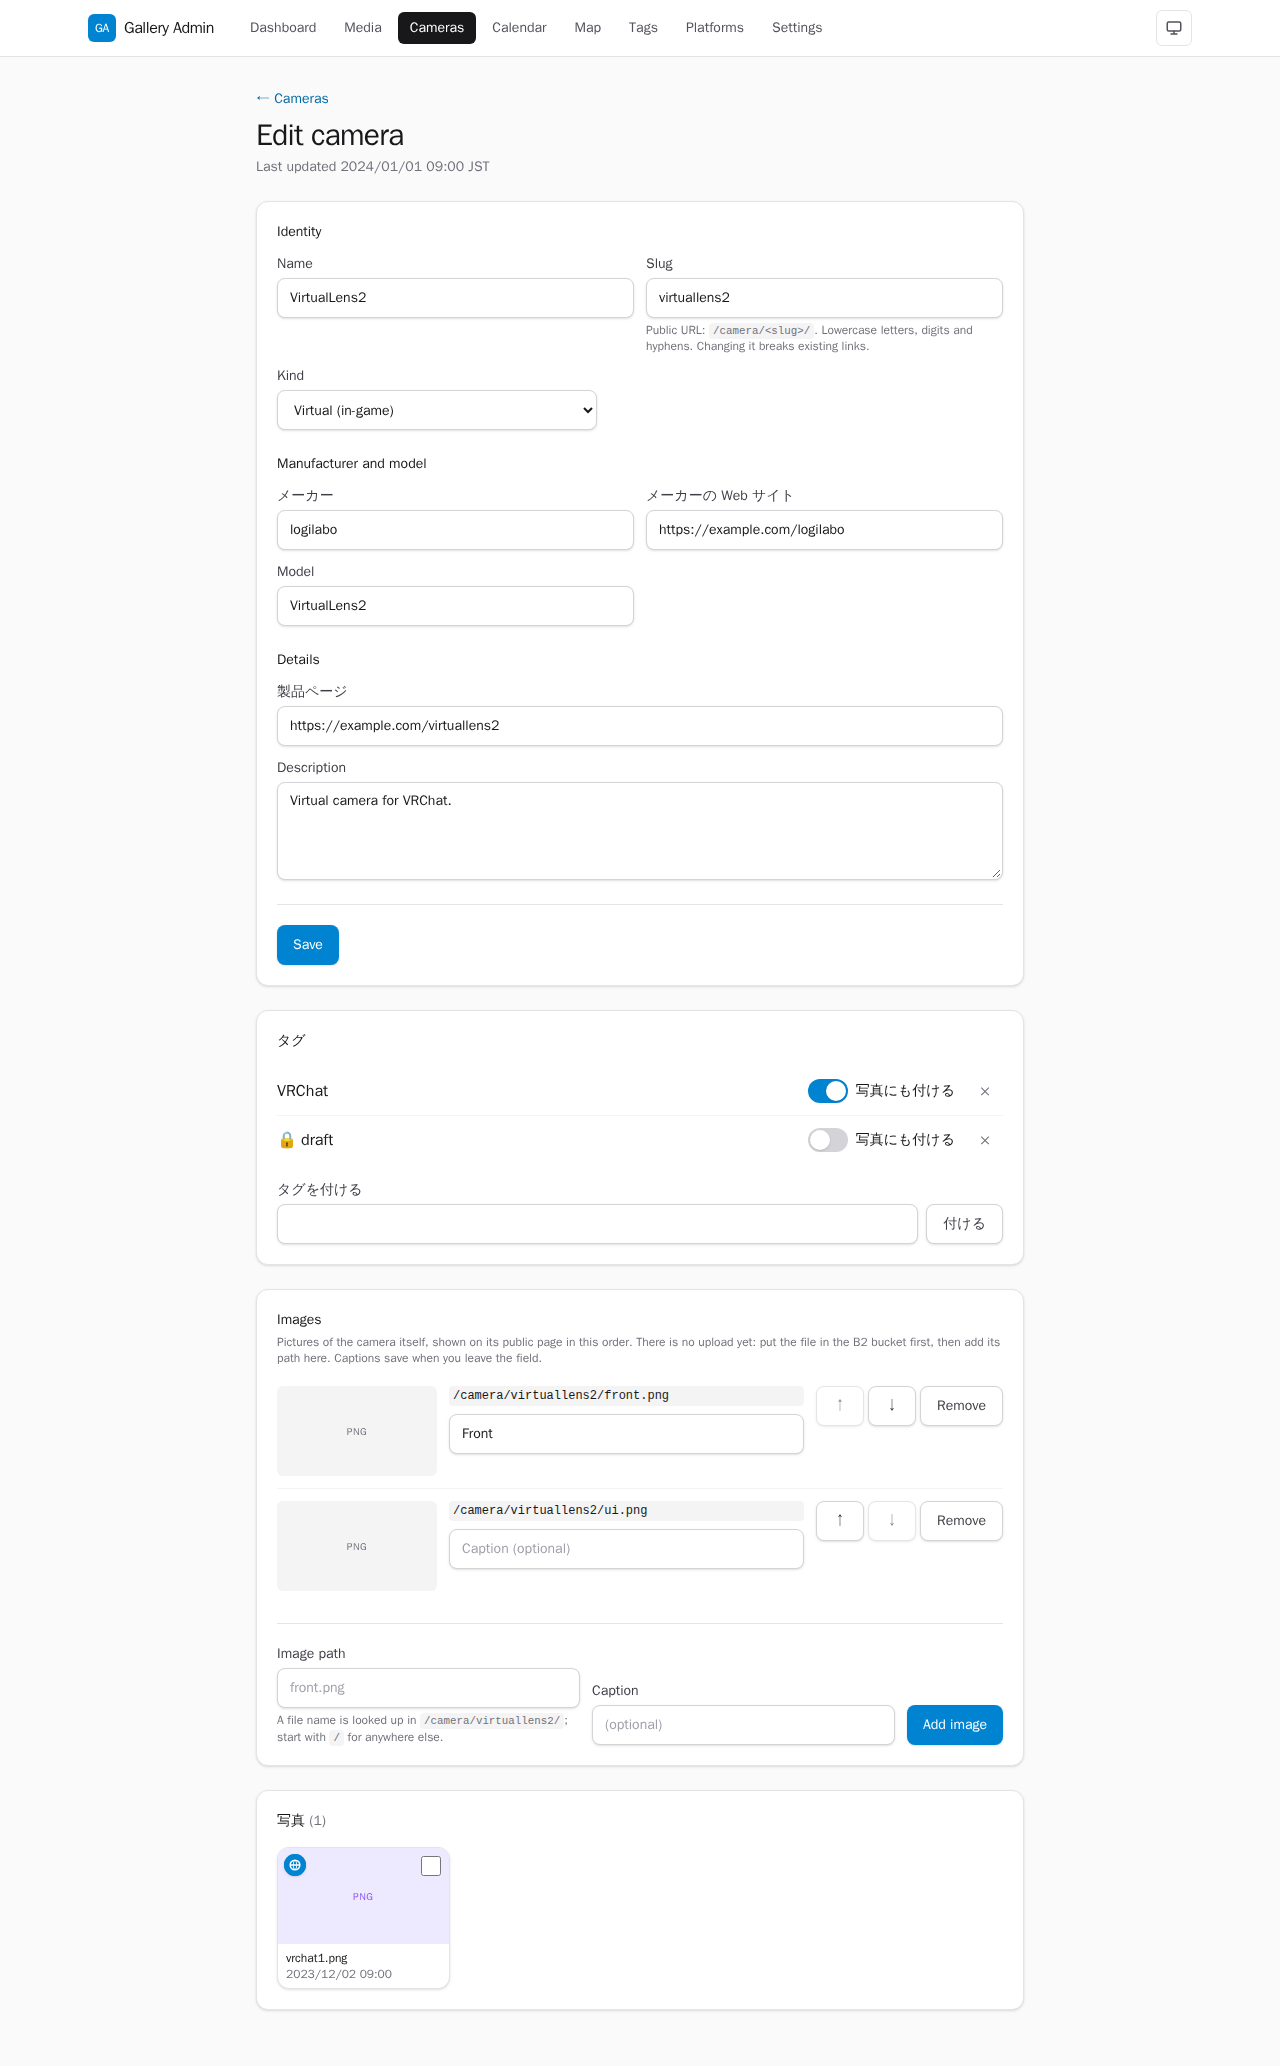 GA Gallery Admin Dashboard Media Cameras Calendar Map Tags Platforms Settings
← Cameras
Edit camera
Last updated 2024/01/01 09:00 JST
Identity
Name Slug
VirtualLens2 virtuallens2
Public URL: /camera/<slug>/. Lowercase letters, digits and
hyphens. Changing it breaks existing links.
Kind
Virtual (in-game)
Manufacturer and model
メーカー メーカーの Web サイト
logilabo https://example.com/logilabo
Model
VirtualLens2
Details
製品ページ
https://example.com/virtuallens2
Description
Virtual camera for VRChat.
Save
タグ
VRChat 写真にも付ける ×
🔒 draft 写真にも付ける ×
タグを付ける
付ける
Images
Pictures of the camera itself, shown on its public page in this order. There is no upload yet: put the file in the B2 bucket first, then add its
path here. Captions save when you leave the field.
PNG /camera/virtuallens2/front.png ↑ ↓ Remove
Front
PNG /camera/virtuallens2/ui.png ↑ ↓ Remove
Caption (optional)
Image path
front.png
Caption
A file name is looked up in /camera/virtuallens2/;
start with / for anywhere else.
(optional) Add image
写真 (1)
PNG
vrchat1.png
2023/12/02 09:00